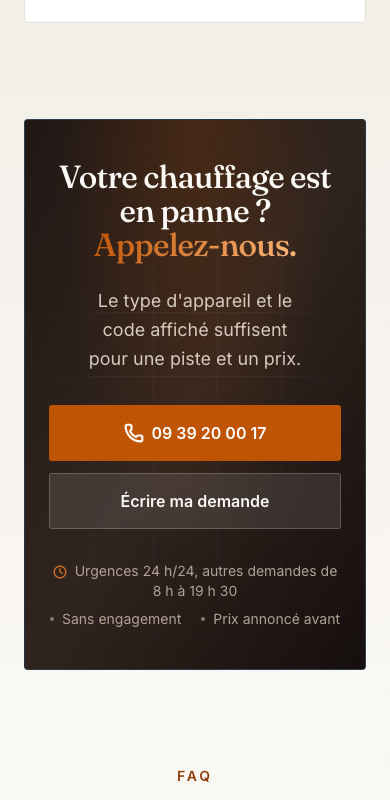 Votre chauffage est
en panne ?
Appelez-nous.
Le type d'appareil et le
code affiché suffisent
pour une piste et un prix.
09 39 20 00 17
Écrire ma demande
Urgences 24 h/24, autres demandes de
8 h à 19 h 30
• Sans engagement • Prix annoncé avant
FAQ